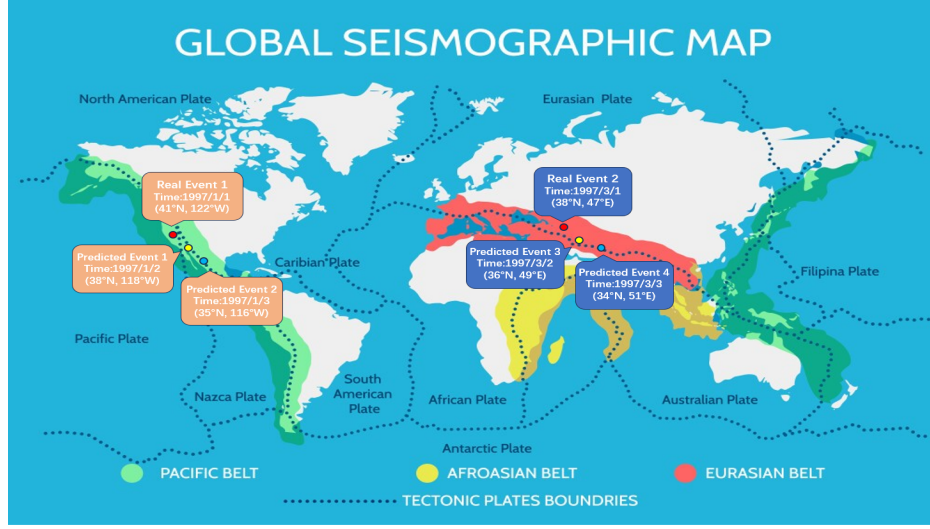 GLOBAL SEISMOGRAPHIC MAP
North American Plate
Eurasian Plate
Real Event 1
Time:1997/1/1
(41°N, 122°W)
Real Event 2
Time:1997/3/1
(38°N, 47°E)
Predicted Event 1
Time:1997/1/2
(38°N, 118°W)
Predicted Event 2
Time:1997/1/3
(35°N, 116°W)
Caribian Plate
Predicted Event 3
Time:1997/3/2
(36°N, 49°E)
Predicted Event 4
Time:1997/3/3
(34°N, 51°E)
Filipina Plate
Pacific Plate
Nazca Plate
South
American
Plate
African Plate
Australian Plate
Antarctic Plate
PACIFIC BELT
AFROASIAN BELT
EURASIAN BELT
TECTONIC PLATES BOUNDRIES